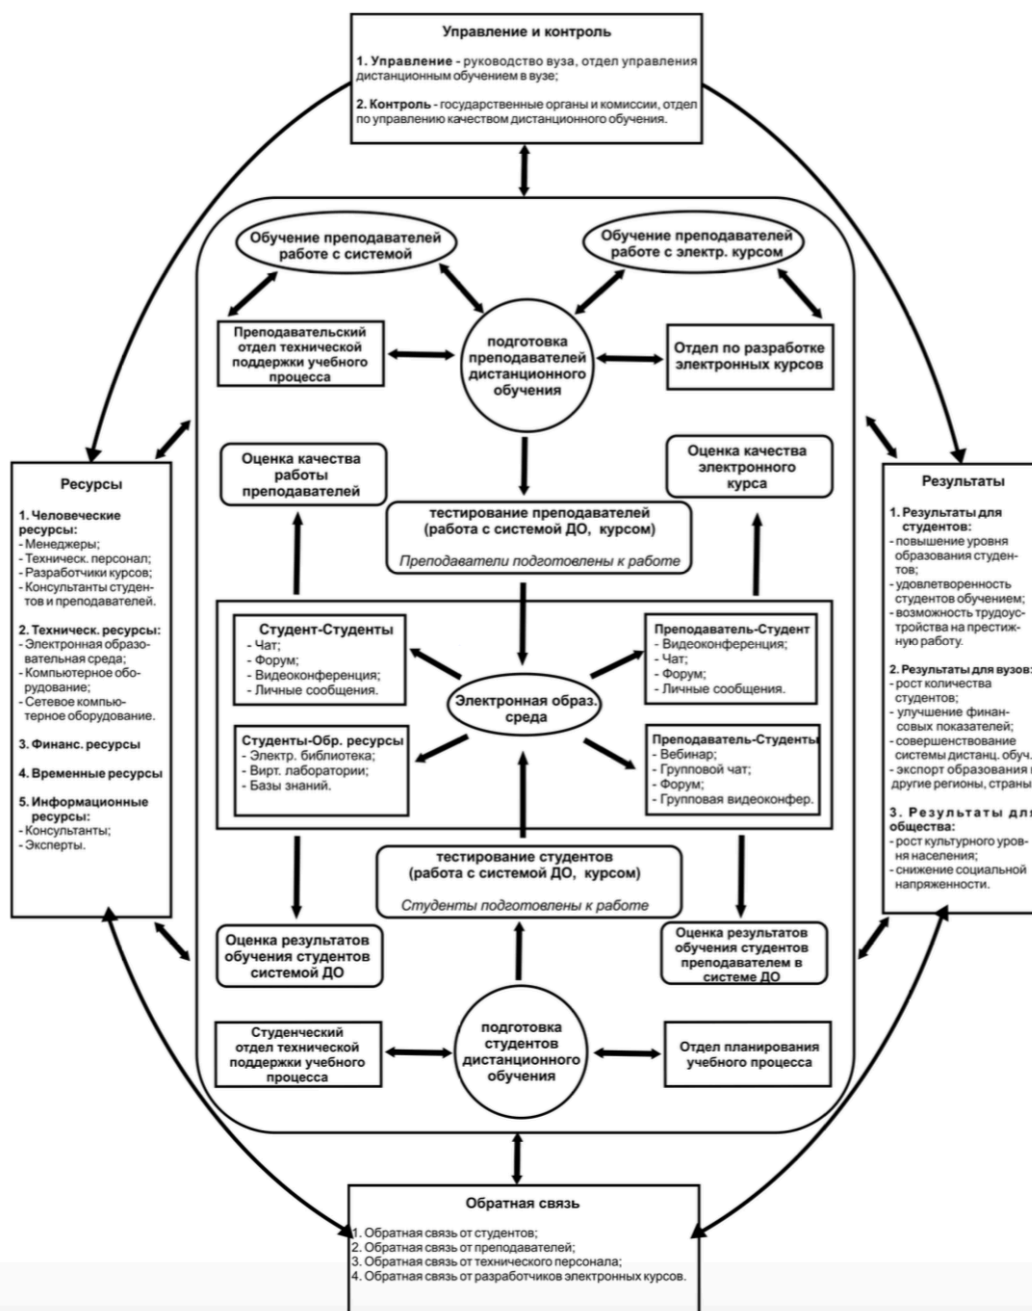 Управление и контроль
1. Управление - руководство вуза, отдел управления
дистанционным обучением в вузе;
2. Контроль - государственные органы и комиссии, отдел
по управлению качеством дистанционного обучения.
Обучение преподавателей
работе с системой
Обучение преподавателей
работе с электр. курсом
Преподавательский
отдел технической
поддержки учебного
процесса
подготовка
преподавателей
дистанционного
обучения
Отдел по разработке
электронных курсов
Оценка качества
работы
преподавателей
Оценка качества
электронного
курса
тестирование преподавателей
(работа с системой ДО, курсом)
Преподаватели подготовлены к работе
Ресурсы
1. Человеческие
ресурсы:
- Менеджеры;
- Техническ. персонал;
- Разработчики курсов;
- Консультанты студен-
тов и преподавателей.
2. Техническ. ресурсы:
- Электронная образо-
вательная среда;
- Компьютерное обо-
рудование;
- Сетевое компью-
терное оборудование.
3. Финанс. ресурсы
4. Временные ресурсы
5. Информационные
ресурсы:
- Консультанты;
- Эксперты.
Студент-Студенты
- Чат;
- Форум;
- Видеоконференция;
- Личные сообщения.
Преподаватель-Студент
- Видеоконференция;
- Чат;
- Форум;
- Личные сообщения.
Электронная образ.
среда
Студенты-Обр. ресурсы
- Электр. библиотека;
- Вирт. лаборатории;
- Базы знаний.
Преподаватель-Студенты
- Вебинар;
- Групповой чат;
- Форум;
- Групповая видеоконфер.
Результаты
1. Результаты для
студентов:
- повышение уровня
образования студен-
тов;
- удовлетворенность
студентов обучением;
- возможность трудоус-
тройства на престиж-
ную работу.
2. Результаты для вузов:
- рост количества
студентов;
- улучшение финан-
совых показателей;
- совершенствование
системы дистанц. обуч.
- экспорт образования в
другие регионы, страны
3. Результаты для
общества:
- рост культурного уров-
ня населения;
- снижение социальной
напряженности.
тестирование студентов
(работа с системой ДО, курсом)
Студенты подготовлены к работе
Оценка результатов
обучения студентов
системой ДО
Оценка результатов
обучения студентов
преподавателем в
системе ДО
Студенческий
отдел технической
поддержки учебного
процесса
подготовка
студентов
дистанционного
обучения
Отдел планирования
учебного процесса
Обратная связь
1. Обратная связь от студентов;
2. Обратная связь от преподавателей;
3. Обратная связь от технического персонала;
4. Обратная связь от разработчиков электронных курсов.